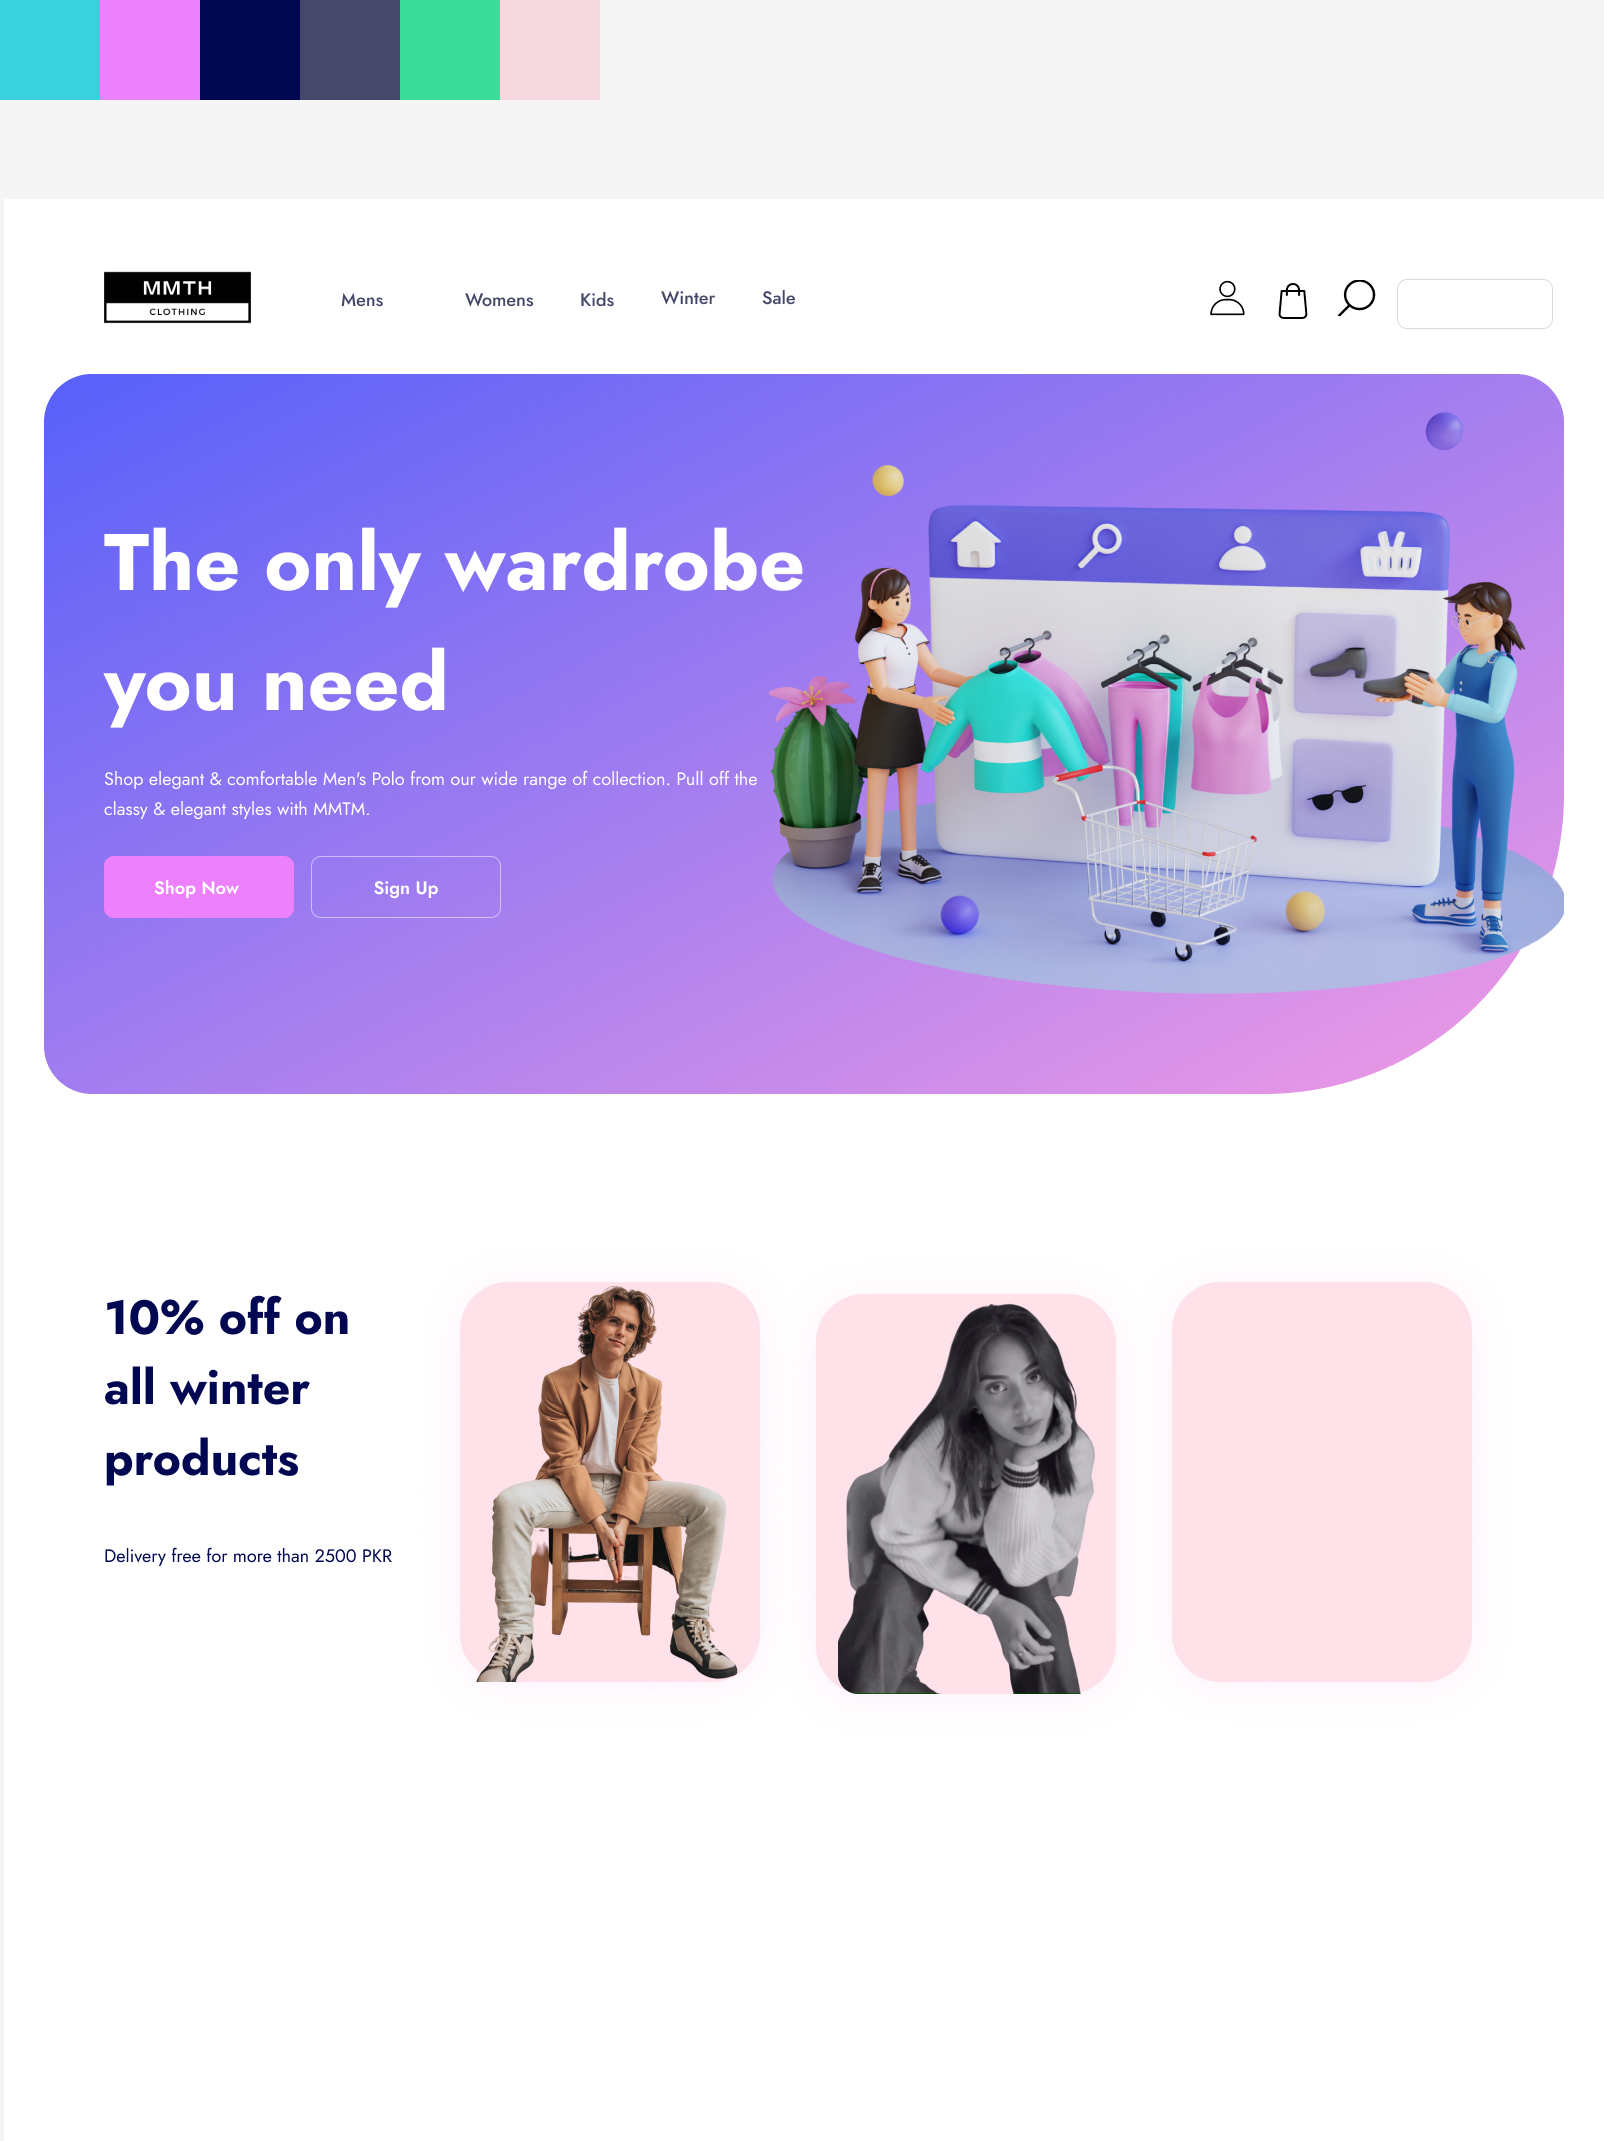 MMTH
CLOTHING
Mens
Womens
Kids
Winter
Sale
The only wardrobe
you need
Shop elegant & comfortable Men's Polo from our wide range of collection. Pull off the
classy & elegant styles with MMTM.
Shop Now
Sign Up
10% off on
all winter
products
Delivery free for more than 2500 PKR